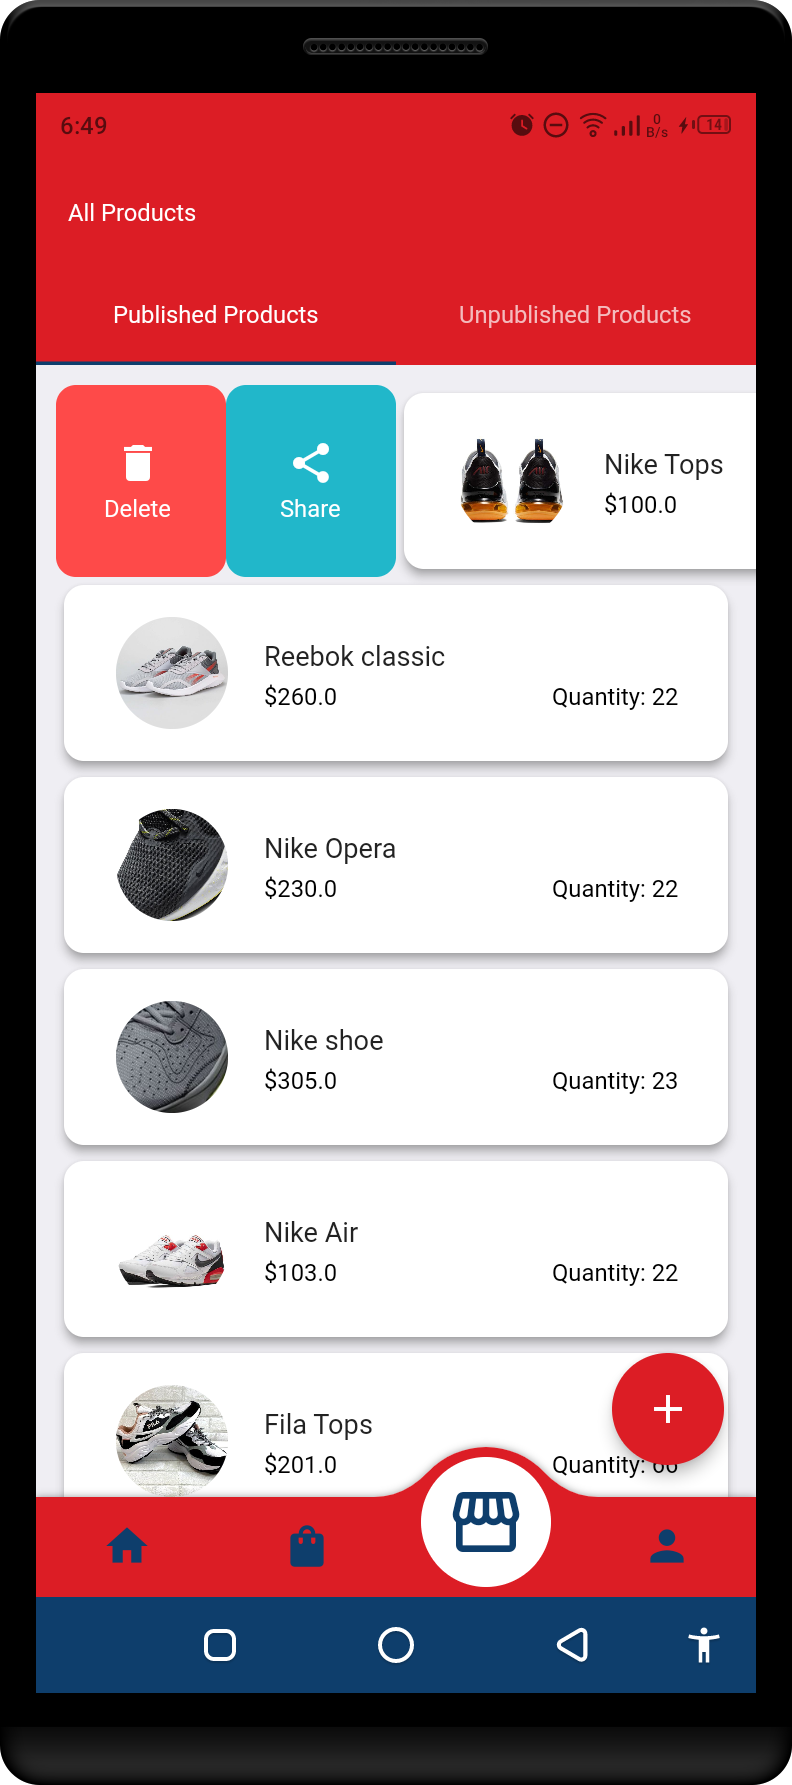 6:49
0
B/s
14
All Products
Published Products
Unpublished Products
Delete
Share
Nike Tops
$100.0
Reebok classic
$260.0
Quantity: 22
Nike Opera
$230.0
Quantity: 22
Nike shoe
$305.0
Quantity: 23
Nike Air
$103.0
Quantity: 22
Fila Tops
$201.0
Quantity: